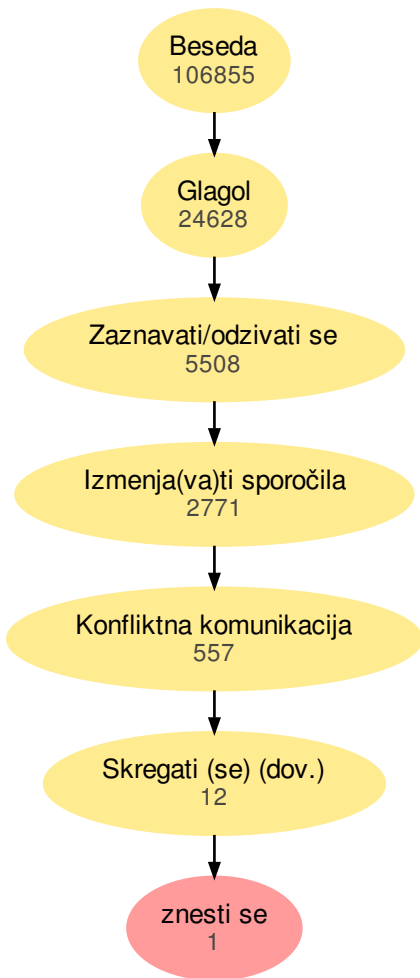 Beseda
106855
Glagol
24628
Zaznavati/odzivati se
5508
Izmenja(va)ti sporočila
2771
Konfliktna komunikacija
557
Skregati (se) (dov.)
12
znesti se
1